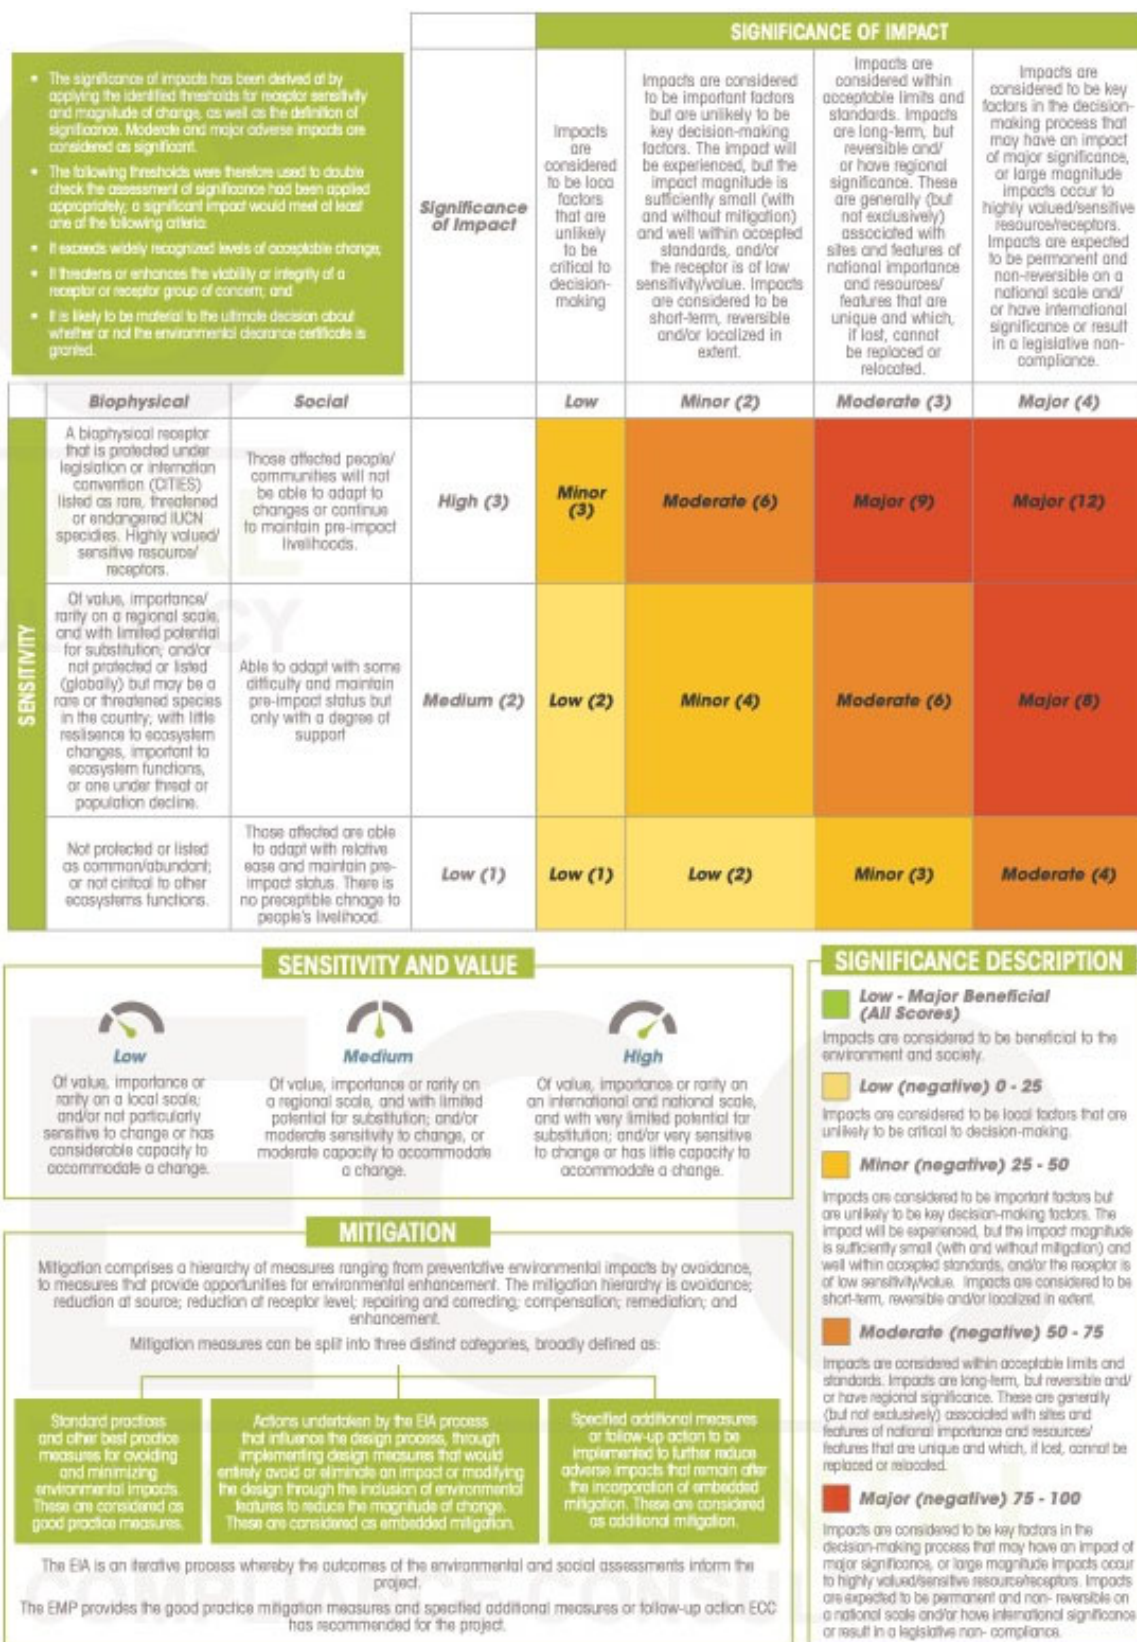 SIGNIFICANCE OF IMPACT
• The significance of impacts has been derived at by
applying the identified thresholds for receptor sensitivity
and magnitude of change, as well as the definition of
significance. Moderate and major adverse impacts are
considered as significant.
• The following thresholds were therefore used to double
check the assessment of significance had been applied
appropriately; a significant impact would meet at least
one of the following criteria:
• It exceeds widely recognized levels of acceptable change;
• It threatens or enhances the viability or integrity of a
receptor or receptor group of concern; and
• It is likely to be material to the ultimate decision about
whether or not the environmental clearance certificate is
granted.
Significance
of Impact
Impacts
are
considered
to be loca
factors
that are
unlikely
to be
critical to
decision-
making
Impacts are considered
to be important factors
but are unlikely to be
key decision-making
factors. The impact will
be experienced, but the
impact magnitude is
sufficiently small (with
and without mitigation)
and well within accepted
standards, and/or
the receptor is of low
sensitivity/value. Impacts
are considered to be
short-term, reversible
and/or localized in
extent.
Impacts are
considered within
acceptable limits and
standards. Impacts
are long-term, but
reversible and/
or have regional
significance. These
are generally (but
not exclusively)
associated with
sites and features of
national importance
and resources/
features that are
unique and which,
if lost, cannot
be replaced or
relocated.
Impacts are
considered to be key
factors in the decision-
making process that
may have an impact
of major significance,
or large magnitude
impacts occur to
highly valued/sensitive
resource/receptors.
Impacts are expected
to be permanent and
non-reversible on a
national scale and/
or have international
significance or result
in a legislative non-
compliance.
Biophysical
Social
Low
Minor (2)
Moderate (3)
Major (4)
SENSITIVITY
A biophysical receptor
that is protected under
legislation or internation
convention (CITIES)
listed as rare, threatened
or endangered IUCN
specidies. Highly valued/
sensitive resource/
receptors.
Those affected people/
communities will not
be able to adapt to
changes or continue
to maintain pre-impact
livelihoods.
High (3)
Minor
(3)
Moderate (6)
Major (9)
Major (12)
Of value, importance/
rarity on a regional scale,
and with limited potential
for substitution; and/or
not protected or listed
(globally) but may be a
rare or threatened species
in the country; with little
reslisence to ecosystem
changes, important to
ecosystem functions,
or one under threat or
population decline.
Able to adapt with some
difficulty and maintain
pre-impact status but
only with a degree of
support
Medium (2)
Low (2)
Minor (4)
Moderate (6)
Major (8)
Not protected or listed
as common/abundant;
or not ciritcal to other
ecosystems functions.
Those affected are able
to adapt with relative
ease and maintain pre-
impact status. There is
no preceptible chnage to
people's livelihood.
Low (1)
Low (1)
Low (2)
Minor (3)
Moderate (4)
SENSITIVITY AND VALUE
Low
Of value, importance or
rarity on a local scale;
and/or not particularly
sensitive to change or has
considerable capacity to
accommodate a change.
Medium
Of value, importance or rarity on
a regional scale, and with limited
potential for substitution; and/or
moderate sensitivity to change, or
moderate capacity to accommodate
a change.
High
Of value, importance or rarity on
an international and national scale,
and with very limited potential for
substitution; and/or very sensitive
to change or has little capacity to
accommodate a change.
MITIGATION
Mitigation comprises a hierarchy of measures ranging from preventative environmental impacts by avoidance,
to measures that provide opportunities for environmental enhancement. The mitigation hierarchy is avoidance;
reduction at source; reduction at receptor level; repairing and correcting; compensation; remediation; and
enhancement.
Mitigation measures can be split into three distinct categories, broadly defined as:
Standard practices
and other best practice
measures for avoiding
and minimizing
environmental impacts.
These are considered as
good practice measures.
Actions undertaken by the EIA process
that influence the design process, through
implementing design measures that would
entirely avoid or eliminate an impact or modifying
the design through the inclusion of environmental
features to reduce the magnitude of change.
These are considered as embedded mitigation.
Specified additional measures
or follow-up action to be
implemented to further reduce
adverse impacts that remain after
the incorporation of embedded
mitigation. These are considered
as additional mitigation.
The EIA is an iterative process whereby the outcomes of the environmental and social assessments inform the
project.
The EMP provides the good practice mitigation measures and specified additional measures or follow-up action ECC
has recommended for the project.
SIGNIFICANCE DESCRIPTION
Low - Major Beneficial
(All Scores)
Impacts are considered to be beneficial to the
environment and society.
Low (negative) 0 - 25
Impacts are considered to be local factors that are
unlikely to be critical to decision-making.
Minor (negative) 25 - 50
Impacts are considered to be important factors but
are unlikely to be key decision-making factors. The
impact will be experienced, but the impact magnitude
is sufficiently small (with and without mitigation) and
well within accepted standards, and/or the receptor is
of low sensitivity/value. Impacts are considered to be
short-term, reversible and/or localized in extent.
Moderate (negative) 50 - 75
Impacts are considered within acceptable limits and
standards. Impacts are long-term, but reversible and/
or have regional significance. These are generally
(but not exclusively) associated with sites and
features of national importance and resources/
features that are unique and which, if lost, cannot be
replaced or relocated.
Major (negative) 75 - 100
Impacts are considered to be key factors in the
decision-making process that may have an impact of
major significance, or large magnitude impacts occur
to highly valued/sensitive resource/receptors. Impacts
are expected to be permanent and non- reversible on
a national scale and/or have international significance
or result in a legislative non- compliance.